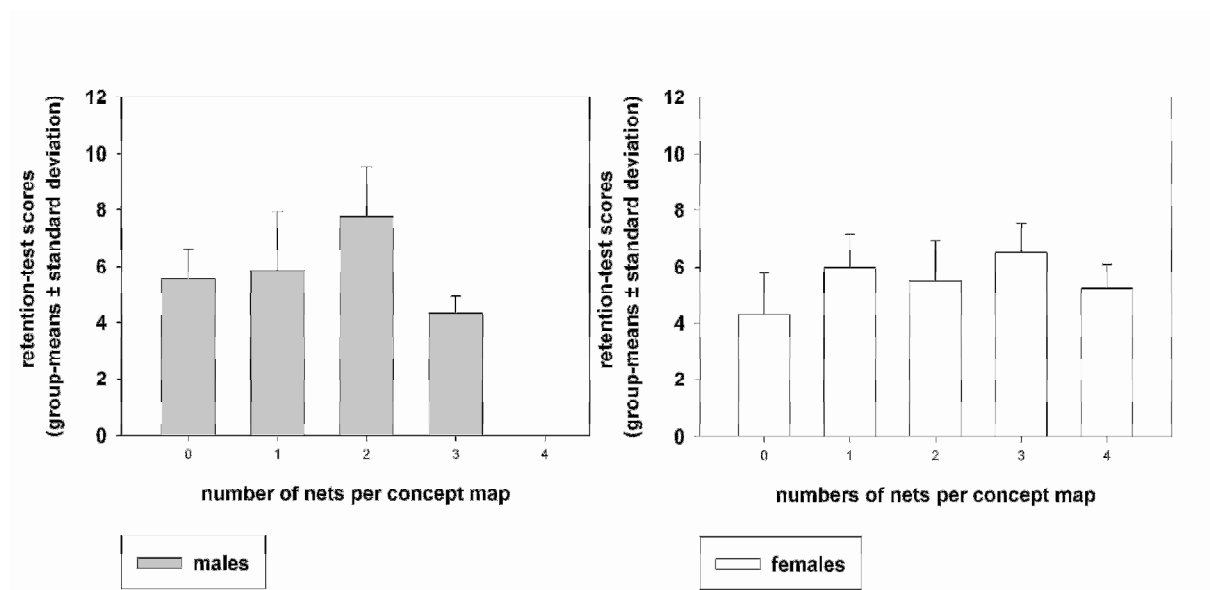 12
10
8
6
4
2
0
retention-test scores
(group-means ± standard deviation)
0 1 2 3 4
number of nets per concept map
males
12
10
8
6
4
2
0
retention-test scores
(group-means ± standard deviation)
0 1 2 3 4
numbers of nets per concept map
females